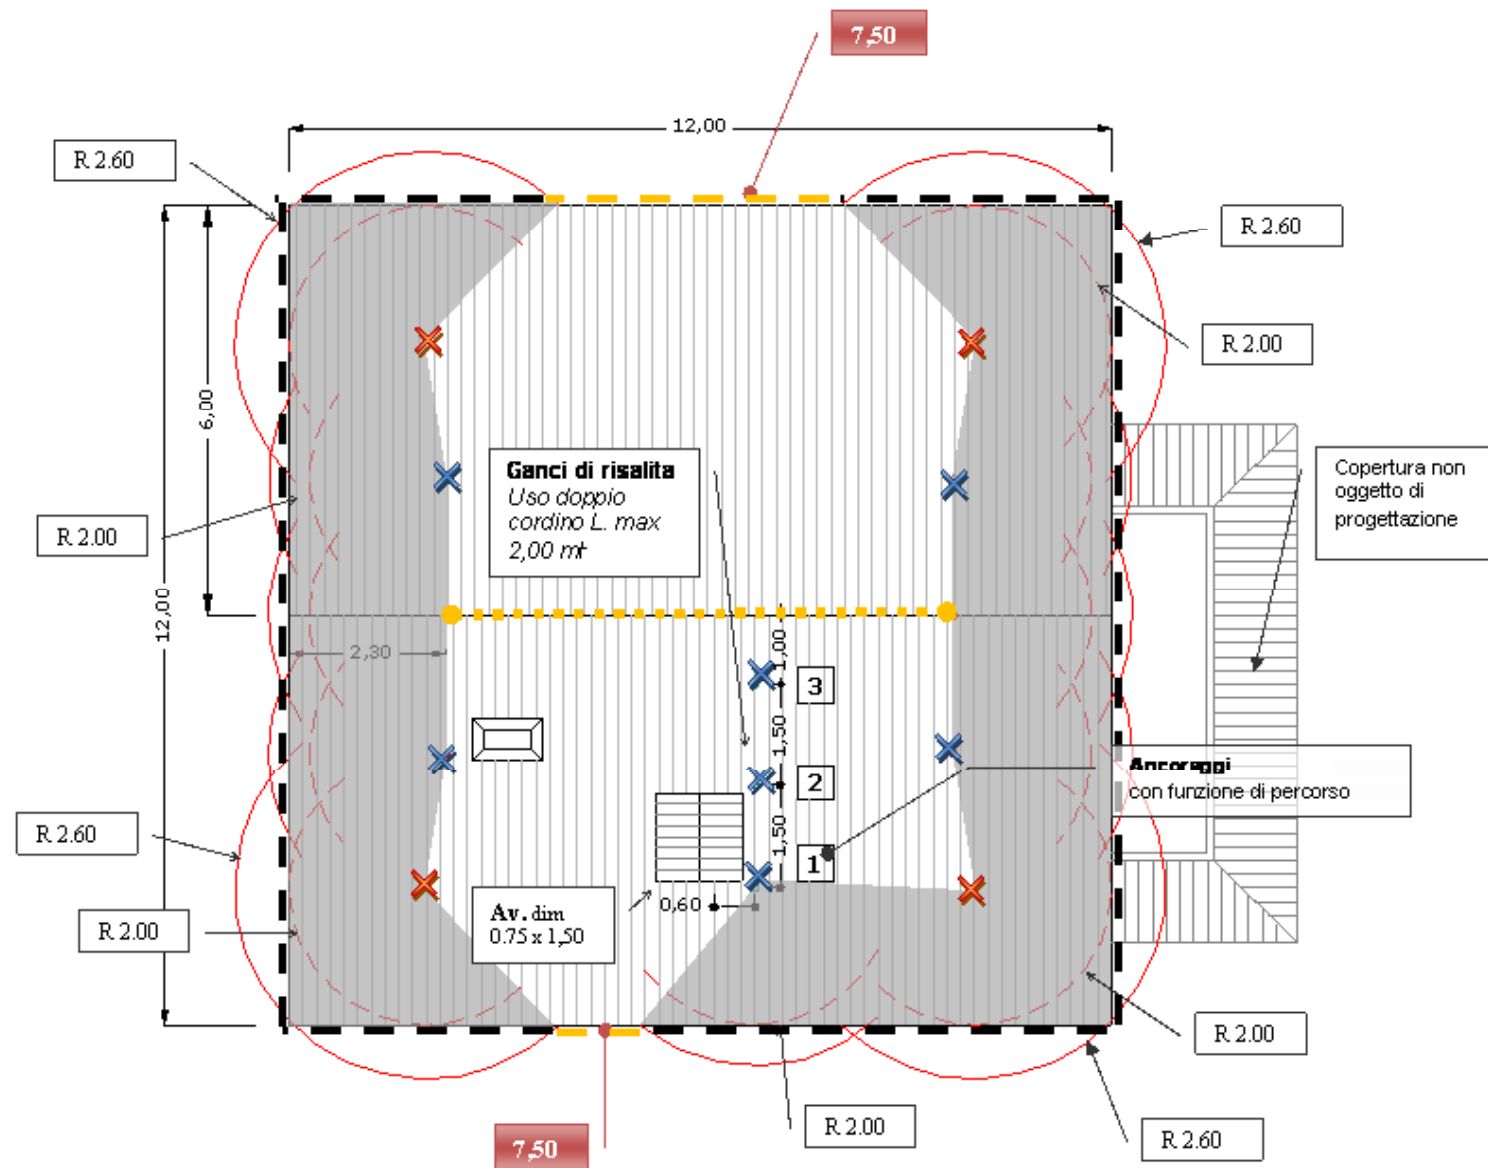 7,50
12,00
R 2.60
R 2.60
R 2.00
6,00
Ganci di risalita
Uso doppio
cordino L. max
2,00 mt
Copertura non
oggetto di
progettazione
R 2.00
12,00
2,30
1,00
3
1,50
2
Ancoraggi
con funzione di percorso
R 2.60
1,50
1
0,60
Av. dim
0.75 x 1,50
R 2.00
R 2.00
R 2.00
R 2.60
7,50